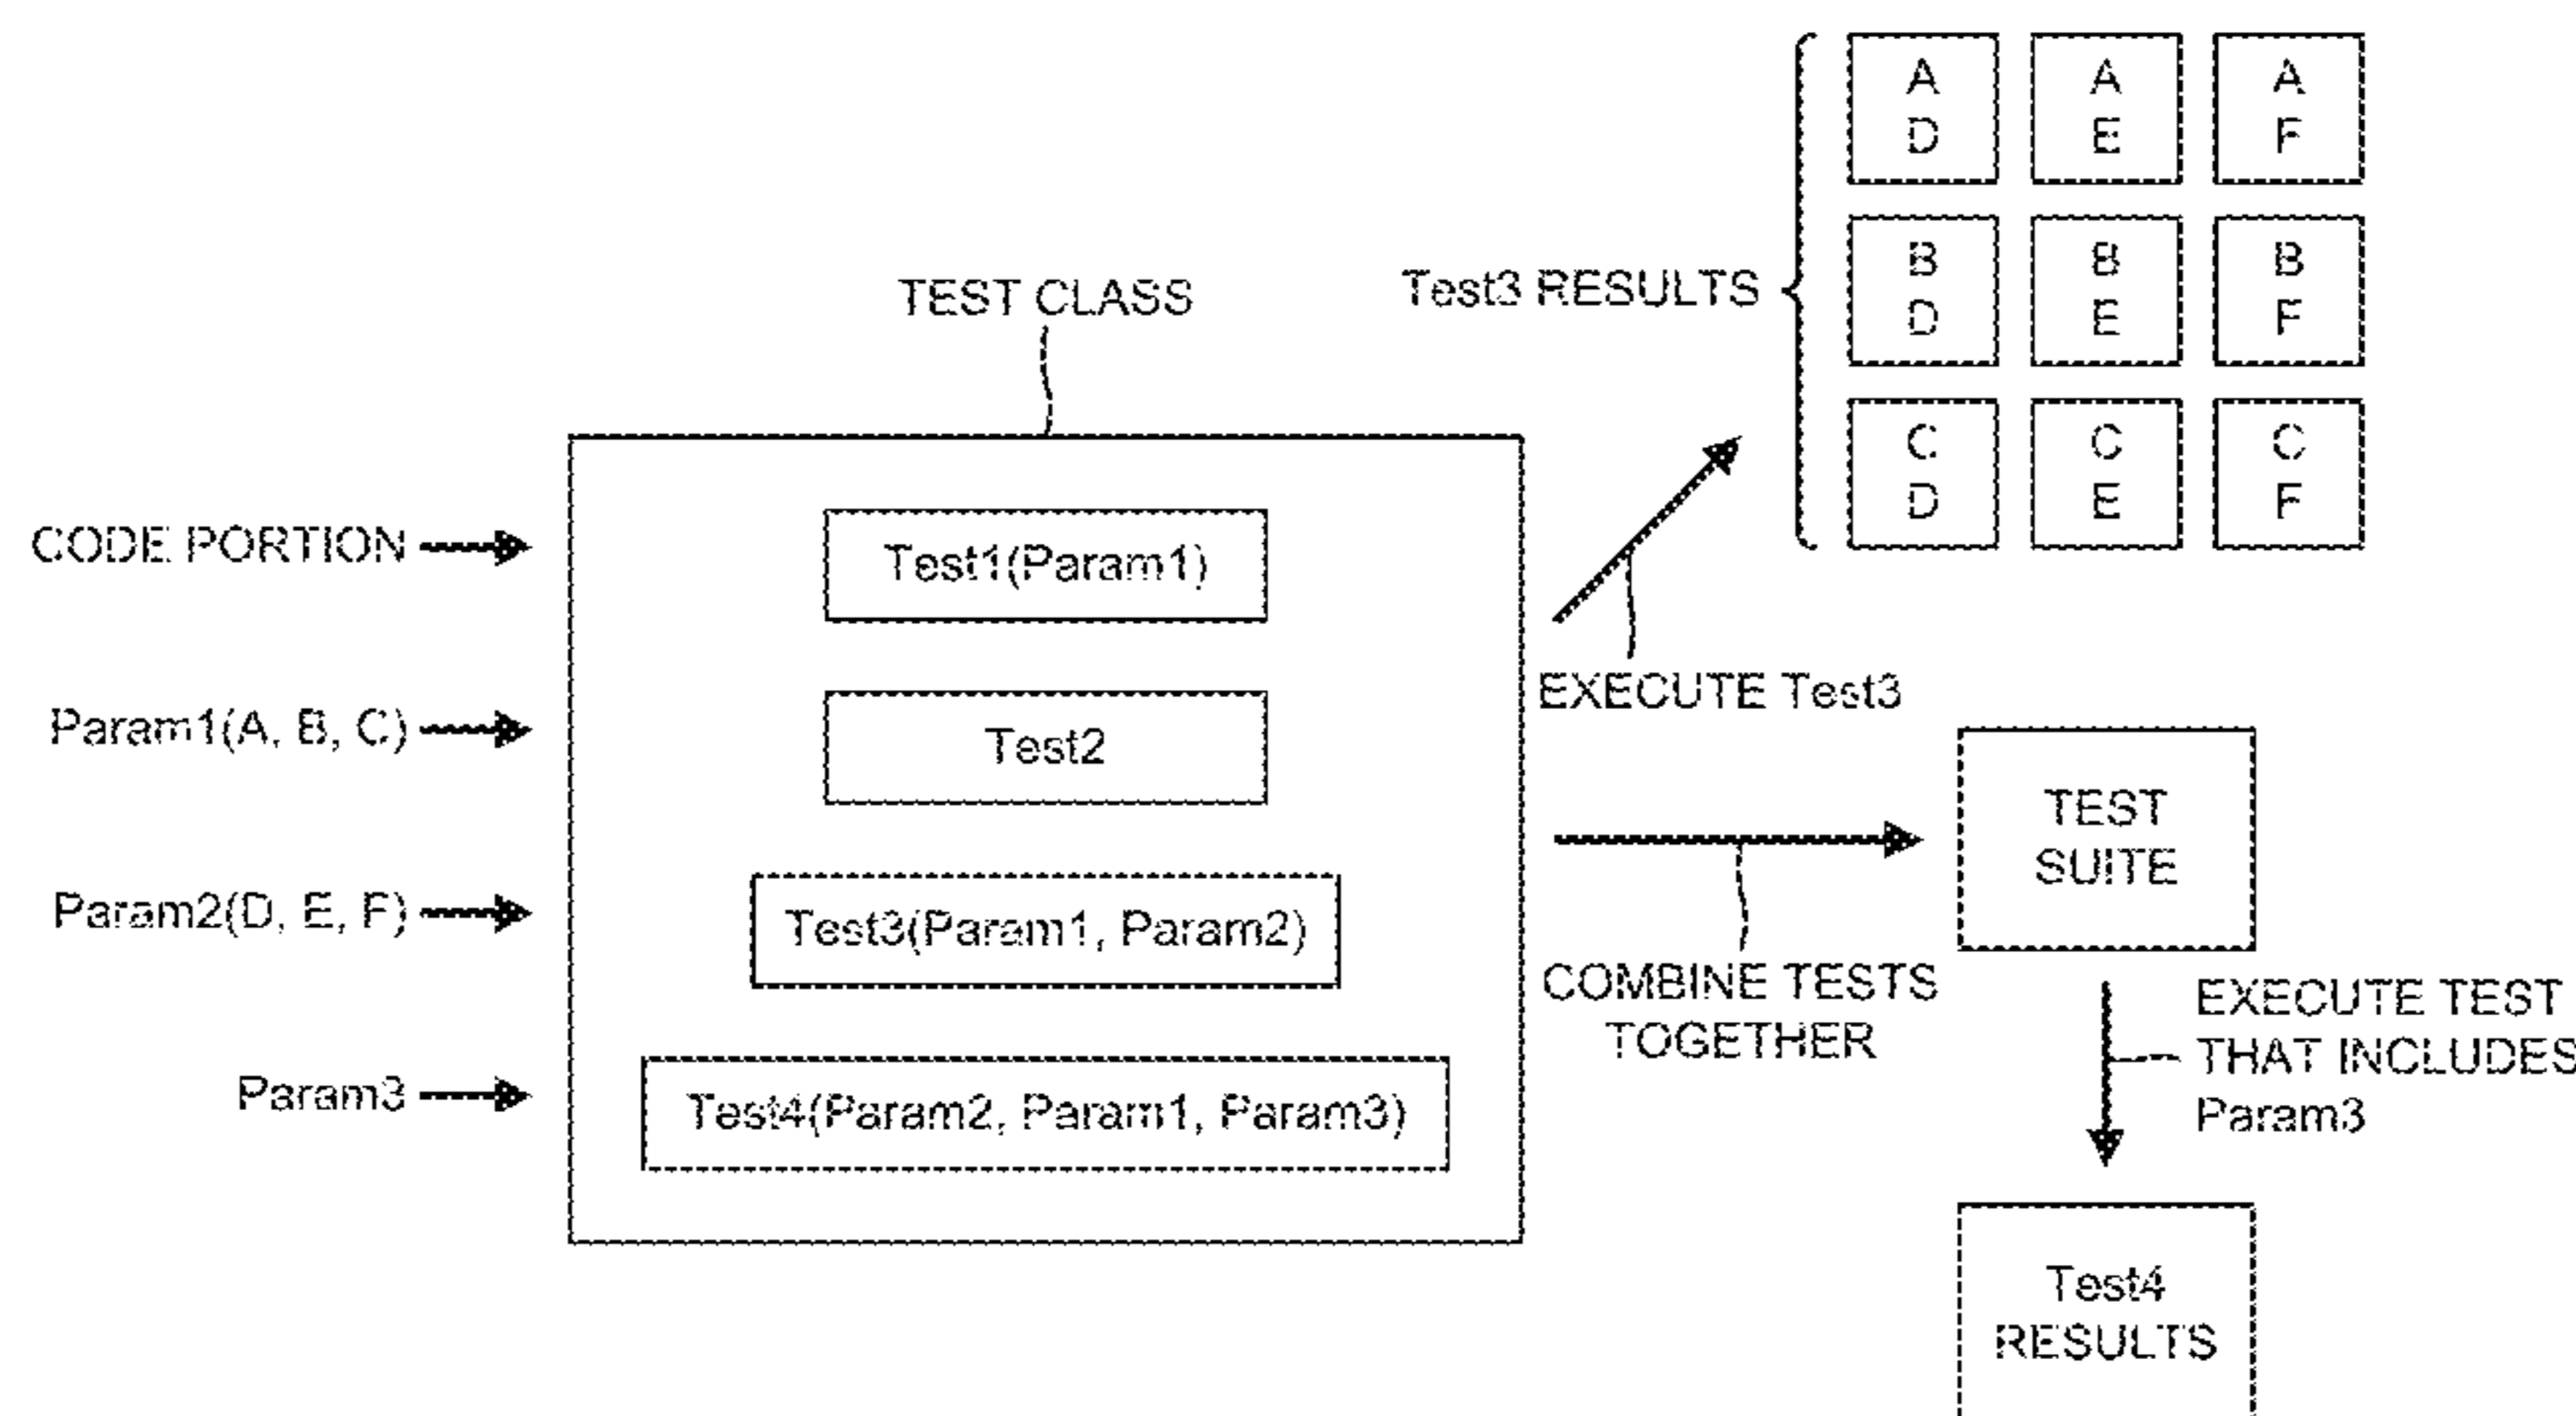 A
A
A
D
E
F
B
B
B
D
E
F
C
C
C
D
E
F
Test3 RESULTS
TEST CLASS
CODE PORTION
Test1(Param1)
EXECUTE Test3
Param1(A, B, C)
Test2
TEST
SUITE
Param2(D, E, F)
Test3(Param1, Param2)
COMBINE TESTS
TOGETHER
EXECUTE TEST
THAT INCLUDES
Param3
Param3
Test4(Param2, Param1, Param3)
Test4
RESULTS